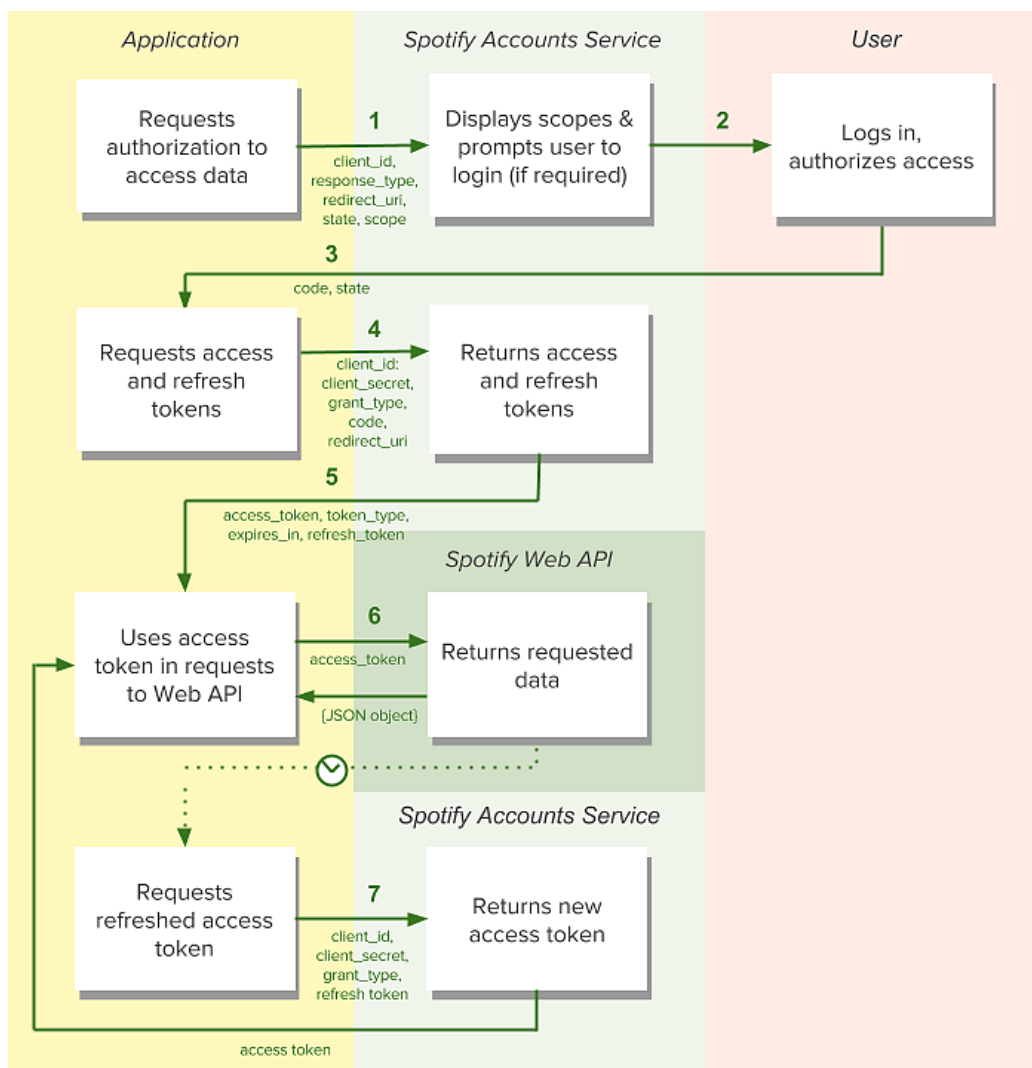 Application
Spotify Accounts Service
User
Requests
authorization to
access data
1
client_id,
response_type,
redirect_uri,
state, scope
Displays scopes &
prompts user to
login (if required)
2
Logs in,
authorizes access
3
code, state
Requests access
and refresh
tokens
4
client_id:
client_secret,
grant_type,
code,
redirect_uri
Returns access
and refresh
tokens
5
access_token, token_type,
expires_in, refresh_token
Spotify Web API
Uses access
token in requests
to Web API
6
access_token
{JSON object}
Returns requested
data
Spotify Accounts Service
Requests
refreshed access
token
7
client_id,
client_secret,
grant_type,
refresh token
Returns new
access token
access token